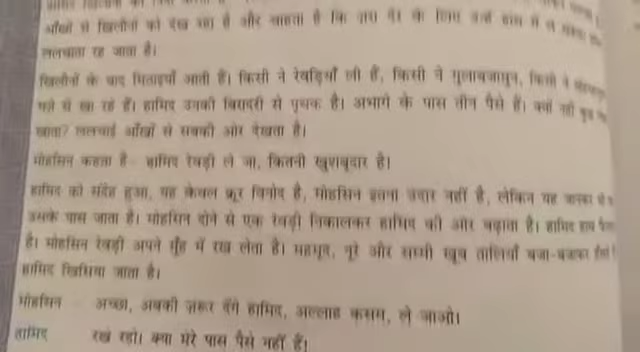 आँखों से खिलौनों को देख रहा है और चाहता है कि ज़रा देर के लिए उन्हें हाथ में ले
ललचाता रह जाता है।
खिलौनों के बाद मिठाइयाँ आती हैं। किसी ने रेवड़ियाँ ली हैं, किसी ने गुलाबजामुन, किसी ने
मज़े से खा रहे हैं। हामिद उनकी बिरादरी से पृथक है। अभागे के पास तीन पैसे हैं। क्यों नहीं कुछ
खाता? ललचाई आँखों से सबकी ओर देखता है।
मोहसिन कहता है - हामिद रेवड़ी ले जा, कितनी खुशबूदार है।
हामिद को संदेह हुआ, यह केवल क्रूर विनोद है, मोहसिन इतना उदार नहीं है, लेकिन यह जानकर
उसके पास जाता है। मोहसिन दोने से एक रेवड़ी निकालकर हामिद की ओर बढ़ाता है। हामिद हाथ
है। मोहसिन रेवड़ी अपने मुँह में रख लेता है। महमूद, नूरे और सम्मी खूब तालियाँ बजा-बजाकर
हामिद खिसिया जाता है।
मोहसिन - अच्छा, अबकी ज़रूर देंगे हामिद, अल्लाह कसम, ले जाओ।
हामिद रखे रहो। क्या मेरे पास पैसे नहीं हैं।